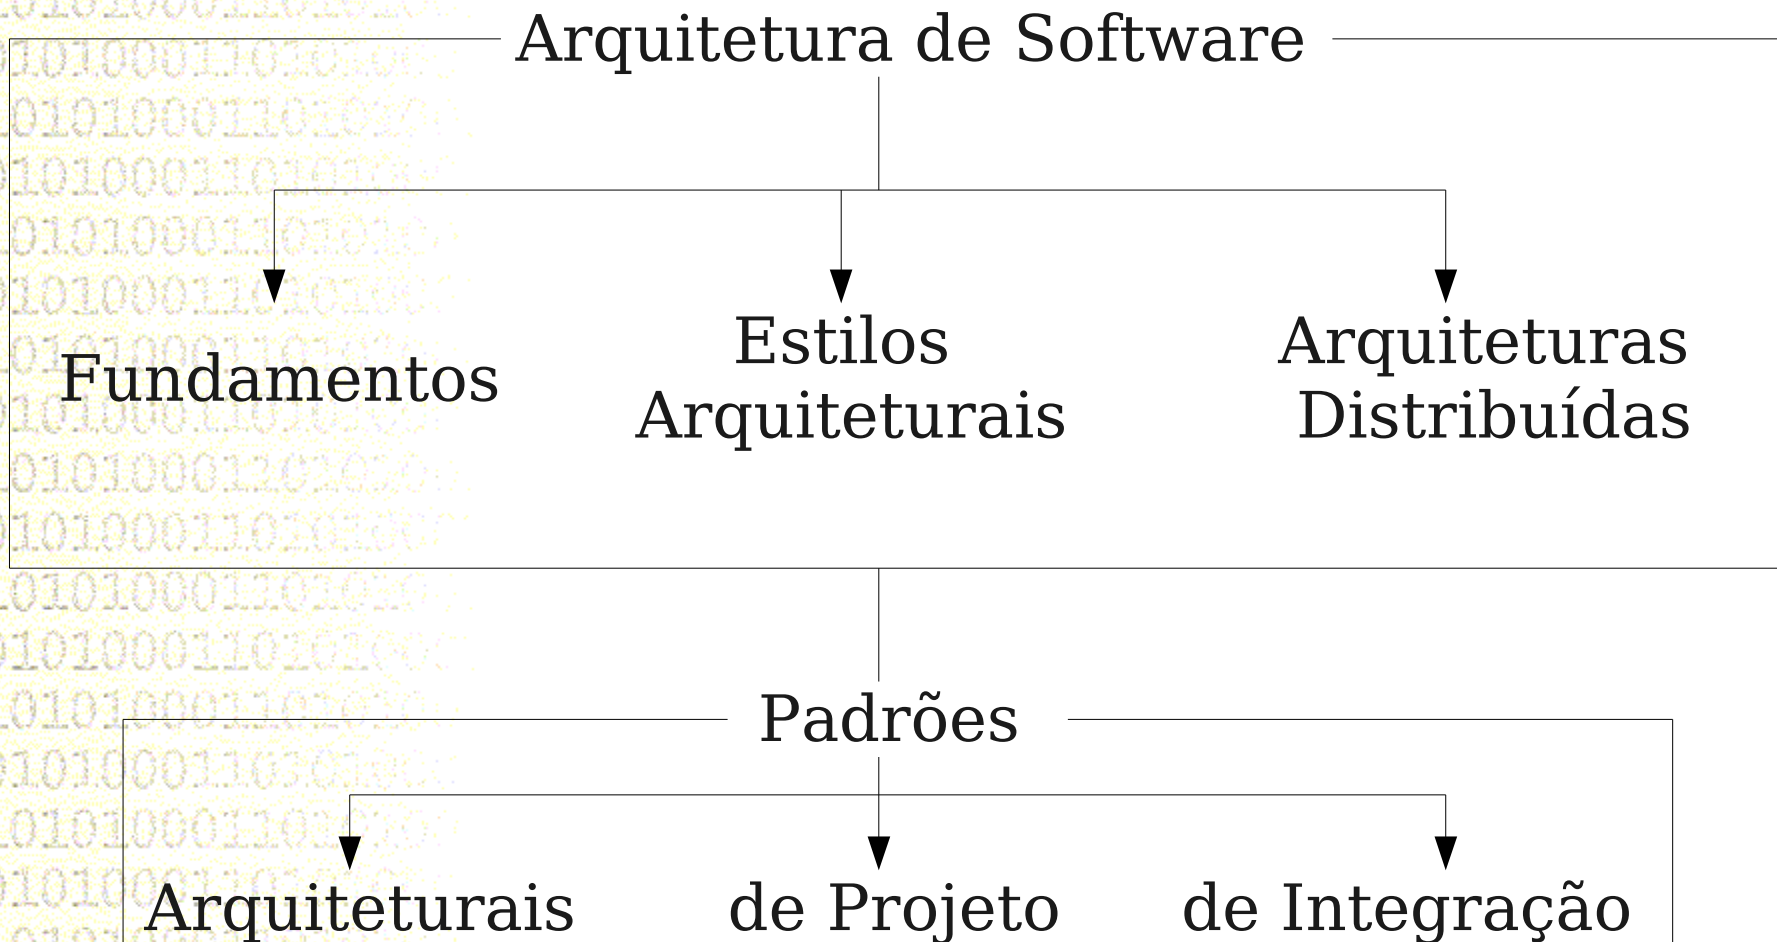 Arquitetura de Software
Fundamentos
Estilos
Arquiteturais
Arquiteturas
Distribuídas
Padrões
Arquiteturais
de Projeto
de Integração